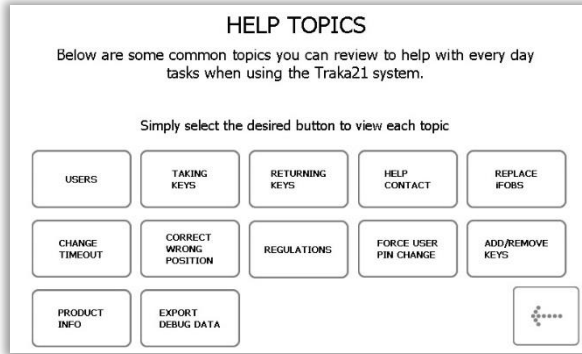 HELP TOPICS
Below are some common topics you can review to help with every day
tasks when using the Traka21 system.
Simply select the desired button to view each topic
USERS
TAKING
KEYS
RETURNING
KEYS
HELP
CONTACT
REPLACE
iFOBS
CHANGE
TIMEOUT
CORRECT
WRONG
POSITION
REGULATIONS
FORCE USER
PIN CHANGE
ADD/REMOVE
KEYS
PRODUCT
INFO
EXPORT
DEBUG DATA